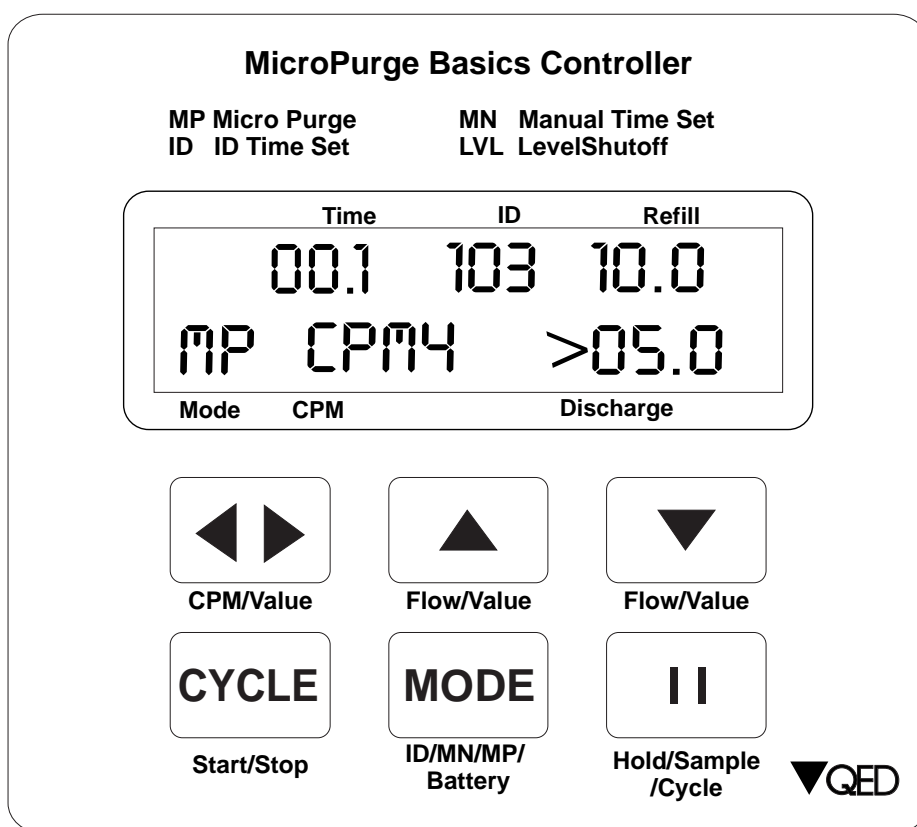 MicroPurge Basics Controller
MP Micro Purge MN Manual Time Set
ID ID Time Set LVL LevelShutoff
Time ID Refill
00.1 103 10.0
MP CPM4 >05.0
Mode CPM Discharge
CPM/Value Flow/Value Flow/Value
CYCLE MODE
Start/Stop ID/MN/MP/ Hold/Sample
Battery /Cycle
QED